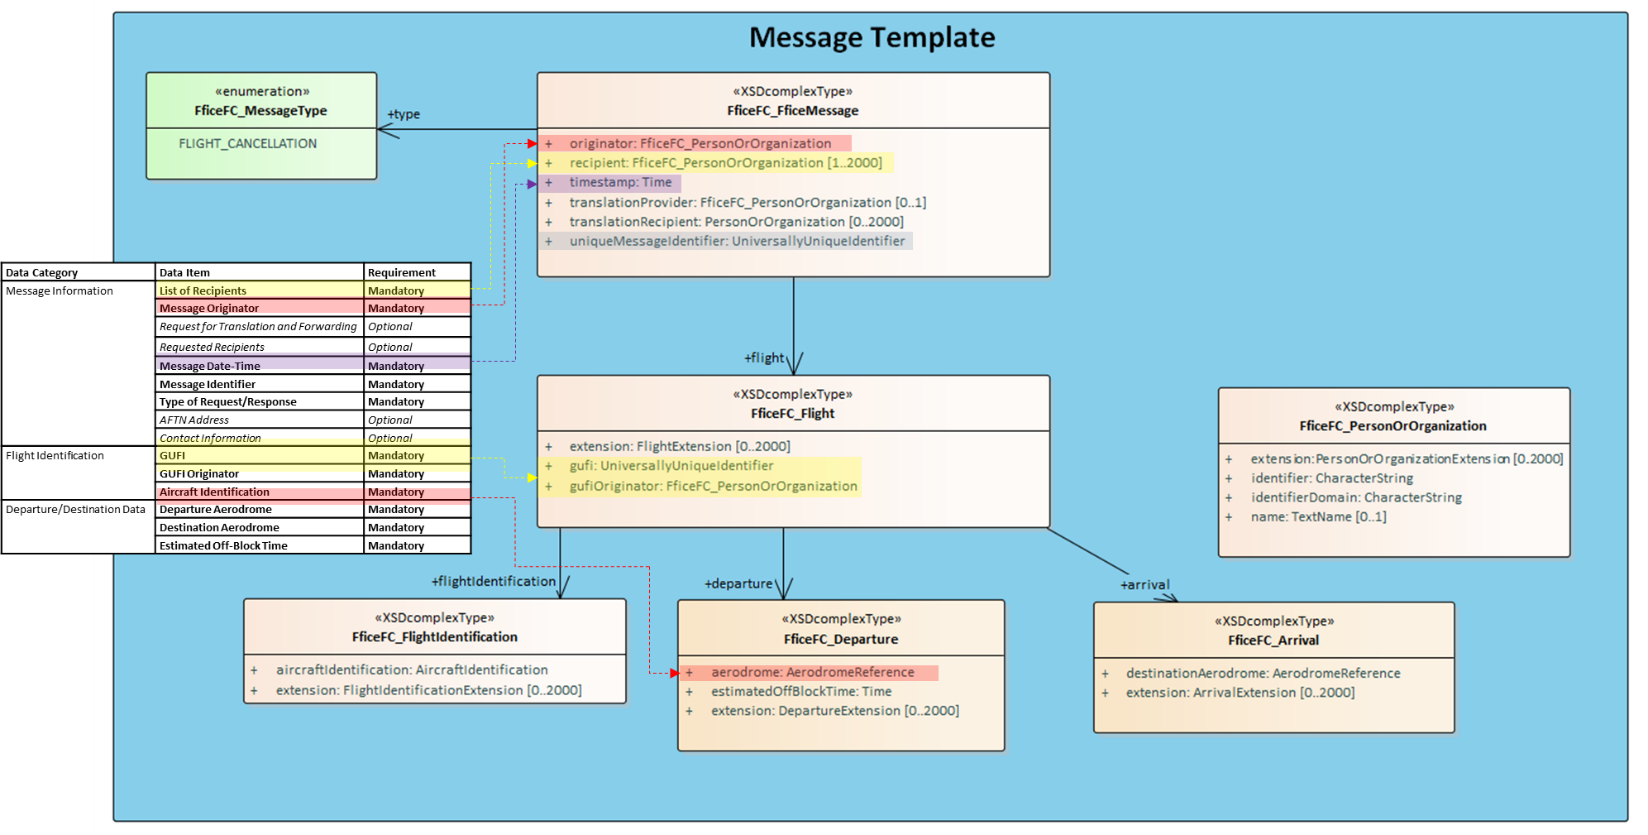 Message Template
«enumeration»
FficeFC_MessageType
FLIGHT_CANCELLATION
+type
«XSDcomplexType»
FficeFC_FficeMessage
+ originator: FficeFC_PersonOrOrganization
+ recipient: FficeFC_PersonOrOrganization [1..2000]
+ timestamp: Time
+ translationProvider: FficeFC_PersonOrOrganization [0..1]
+ translationRecipient: PersonOrOrganization [0..2000]
+ uniqueMessageIdentifier: UniversallyUniqueIdentifier
Data Category Data Item Requirement
Message Information List of Recipients Mandatory
Message Originator Mandatory
Request for Translation and Forwarding Optional
Requested Recipients Optional
Message Date-Time Mandatory
Message Identifier Mandatory
Type of Request/Response Mandatory
AFTN Address Optional
Contact Information Optional
Flight Identification GUFI Mandatory
GUFI Originator Mandatory
Aircraft Identification Mandatory
Departure/Destination Data Departure Aerodrome Mandatory
Destination Aerodrome Mandatory
Estimated Off-Block Time Mandatory
+flight
«XSDcomplexType»
FficeFC_Flight
+ extension: FlightExtension [0..2000]
+ gufi: UniversallyUniqueIdentifier
+ gufiOriginator: FficeFC_PersonOrOrganization
«XSDcomplexType»
FficeFC_PersonOrOrganization
+ extension:PersonOrOrganizationExtension [0.2000]
+ identifier: CharacterString
+ identifierDomain: CharacterString
+ name: TextName [0..1]
+flightIdentification
+departure
+arrival
«XSDcomplexType»
FficeFC_FlightIdentification
+ aircraftIdentification: AircraftIdentification
+ extension: FlightIdentificationExtension [0..2000]
«XSDcomplexType»
FficeFC_Departure
+ aerodrome: AerodromeReference
+ estimatedOffBlockTime: Time
+ extension: DepartureExtension [0..2000]
«XSDcomplexType»
FficeFC_Arrival
+ destinationAerodrome: AerodromeReference
+ extension: ArrivalExtension [0..2000]